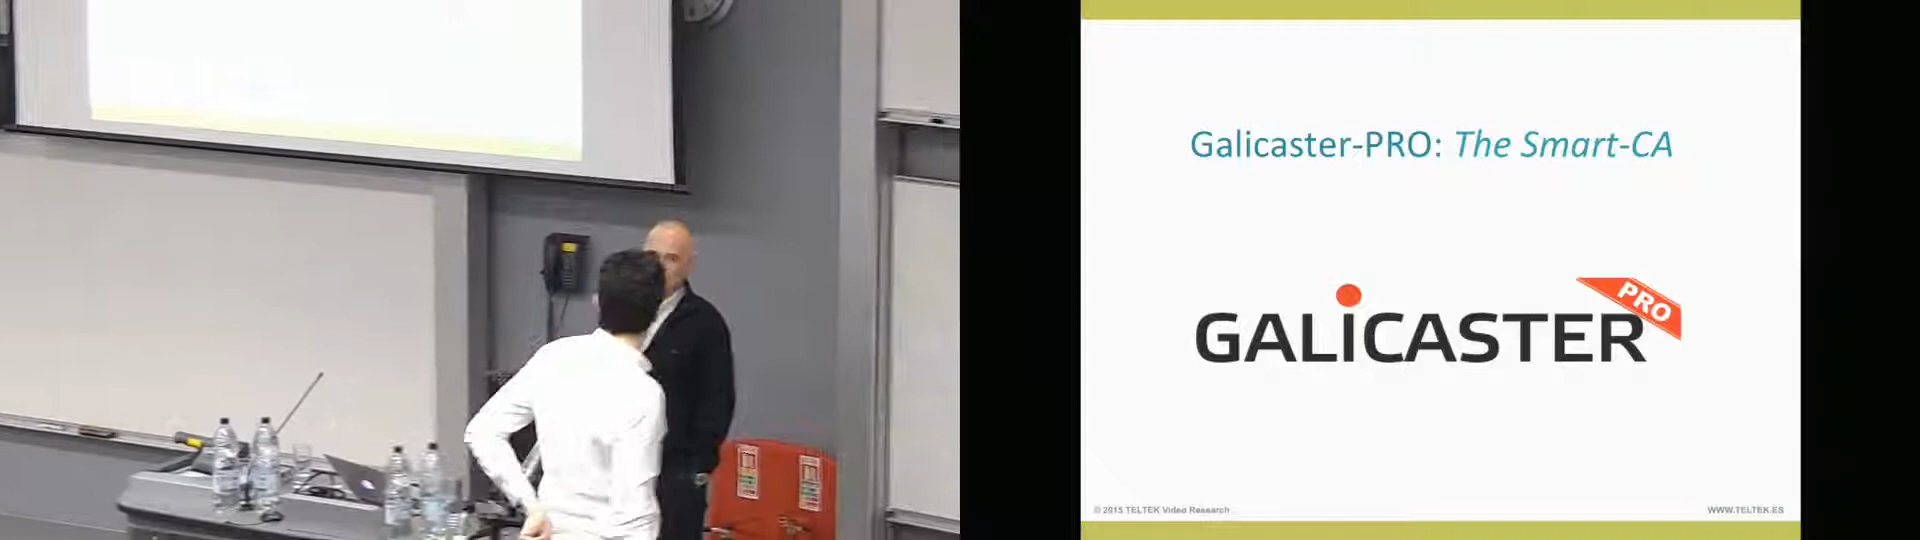 Galicaster-PRO: The Smart-CA
GALiCASTER PRO
© 2015 TELTEK Video Research
WWW.TELTEK.ES